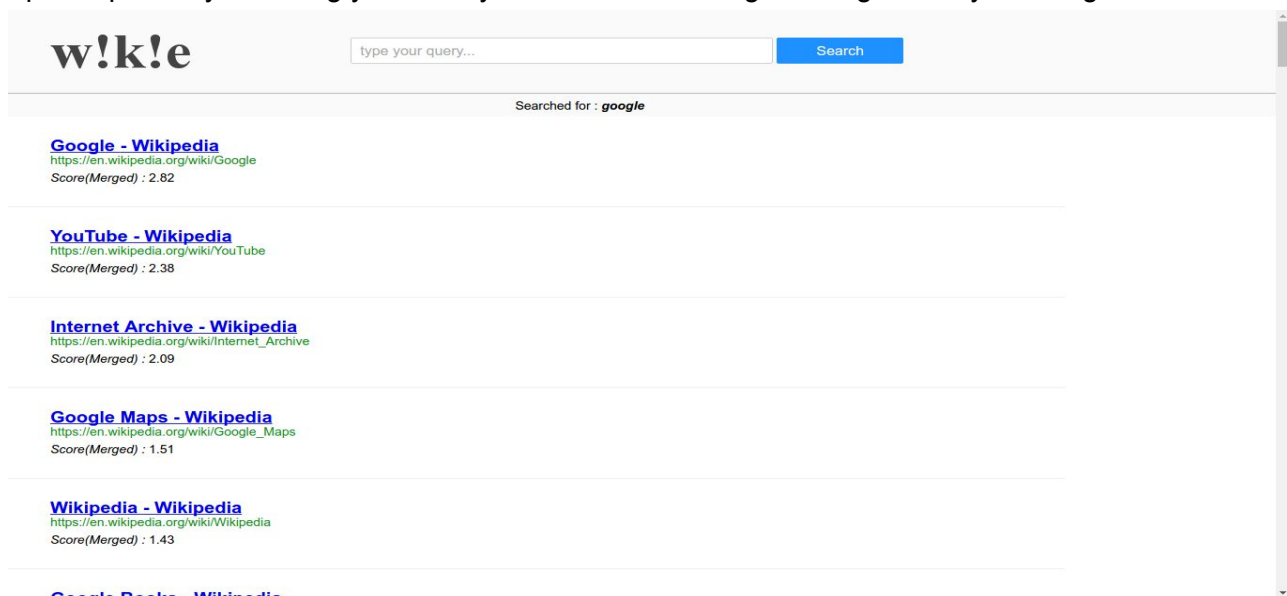 w!k!e
type your query...
Search
Searched for : google
Google - Wikipedia
https://en.wikipedia.org/wiki/Google
Score(Merged) : 2.82
YouTube - Wikipedia
https://en.wikipedia.org/wiki/YouTube
Score(Merged) : 2.38
Internet Archive - Wikipedia
https://en.wikipedia.org/wiki/Internet_Archive
Score(Merged) : 2.09
Google Maps - Wikipedia
https://en.wikipedia.org/wiki/Google_Maps
Score(Merged) : 1.51
Wikipedia - Wikipedia
https://en.wikipedia.org/wiki/Wikipedia
Score(Merged) : 1.43
Google Books - Wikipedia